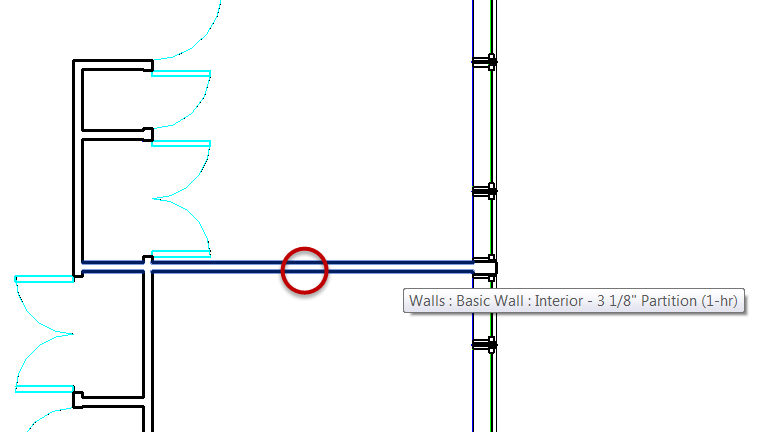 Walls : Basic Wall : Interior - 3 1/8" Partition (1-hr)